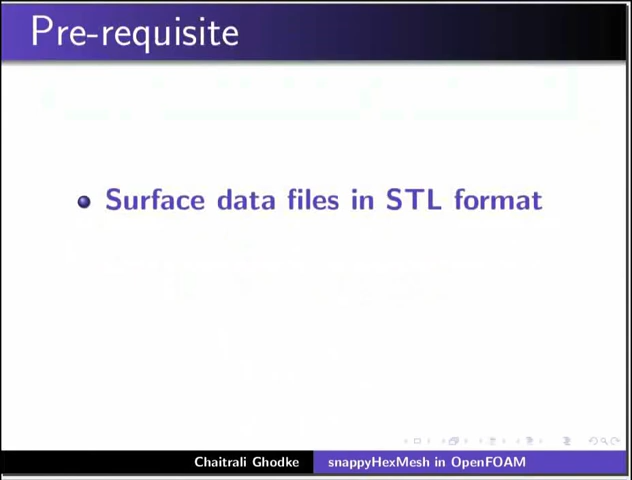 Pre-requisite
Surface data files in STL format
Chaitrali Ghodke snappyHexMesh in OpenFOAM